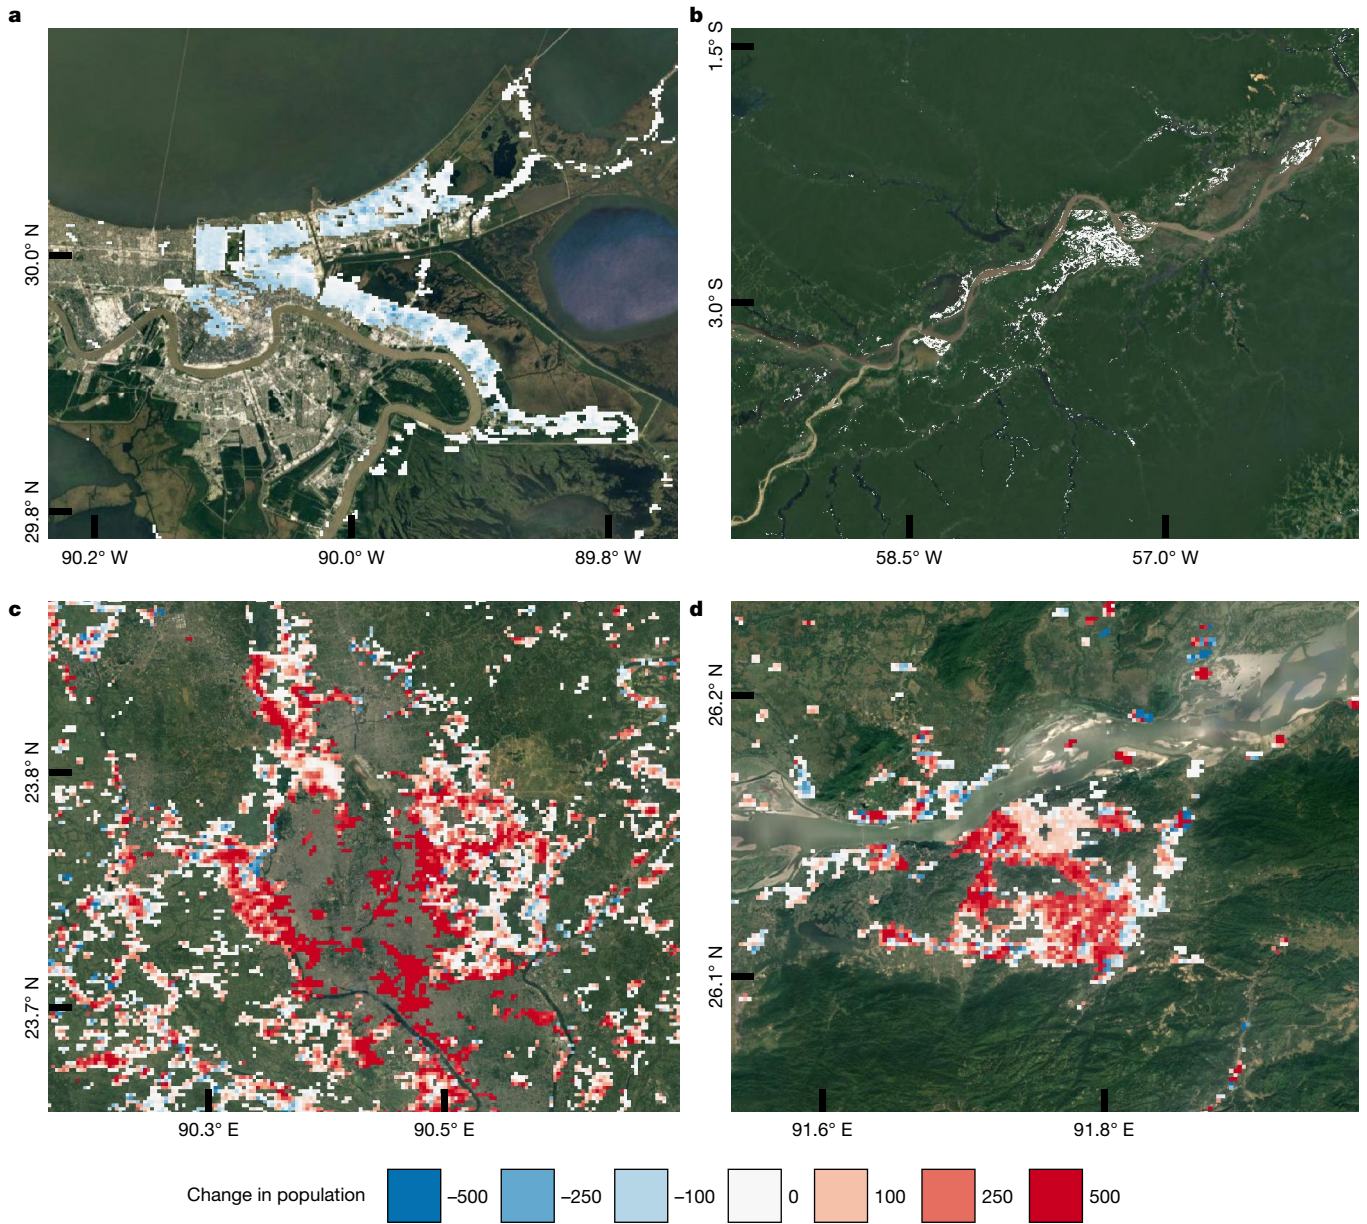 a
b
30.0° N
29.8° N
90.2° W
90.0° W
89.8° W
1.5° S
3.0° S
58.5° W
57.0° W
c
d
23.8° N
23.7° N
90.3° E
90.5° E
26.2° N
26.1° N
91.6° E
91.8° E
Change in population
−500
−250
−100
0
100
250
500